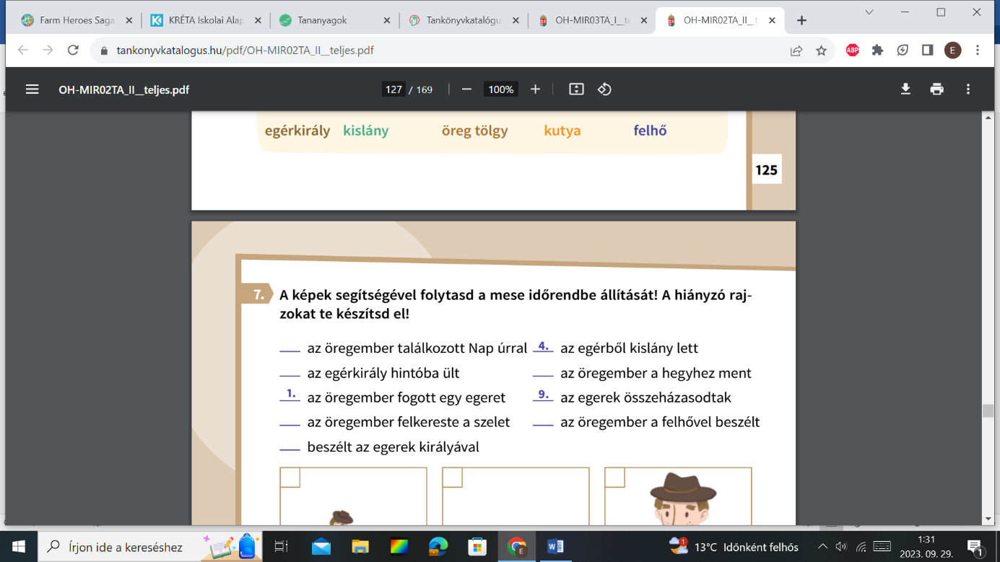 Farm Heroes Saga
KRÉTA Iskolai Alap
Tananyagok
Tankönyvkatalógu
OH-MIR03TA_I__te
OH-MIR02TA_II__t
tankonyvkatalogus.hu/pdf/OH-MIR02TA_II__teljes.pdf
ABP
E
OH-MIR02TA_II__teljes.pdf
127 / 169
100%
egérkirály kislány öreg tölgy kutya felhő
125
7. A képek segítségével folytasd a mese időrendbe állítását! A hiányzó raj-
zokat te készítsd el!
___ az öregember találkozott Nap úrral 4. az egérből kislány lett
___ az egérkirály hintóba ült ___ az öregember a hegyhez ment
1. az öregember fogott egy egeret 9. az egerek összeházasodtak
___ az öregember felkereste a szelet ___ az öregember a felhővel beszélt
___ beszélt az egerek királyával
Írjon ide a kereséshez
E
W
1
13°C Időnként felhős
1:31
2023. 09. 29.
1